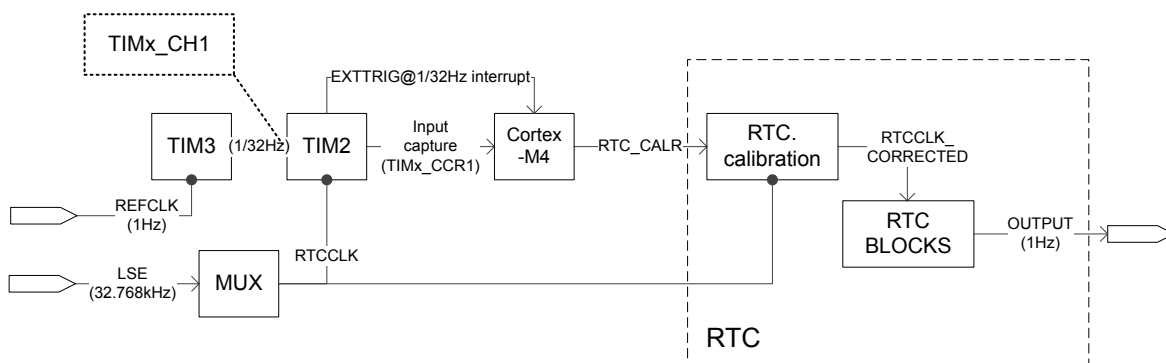 TIMx_CH1
EXTTRIG@1/32Hz interrupt
TIM3
(1/32Hz)
TIM2
Input
capture
(TIMx_CCR1)
Cortex
-M4
RTC_CALR
RTC.
calibration
RTCCLK_
CORRECTED
REFCLK
(1Hz)
RTC
BLOCKS
OUTPUT
(1Hz)
RTCCLK
LSE
(32.768kHz)
MUX
RTC